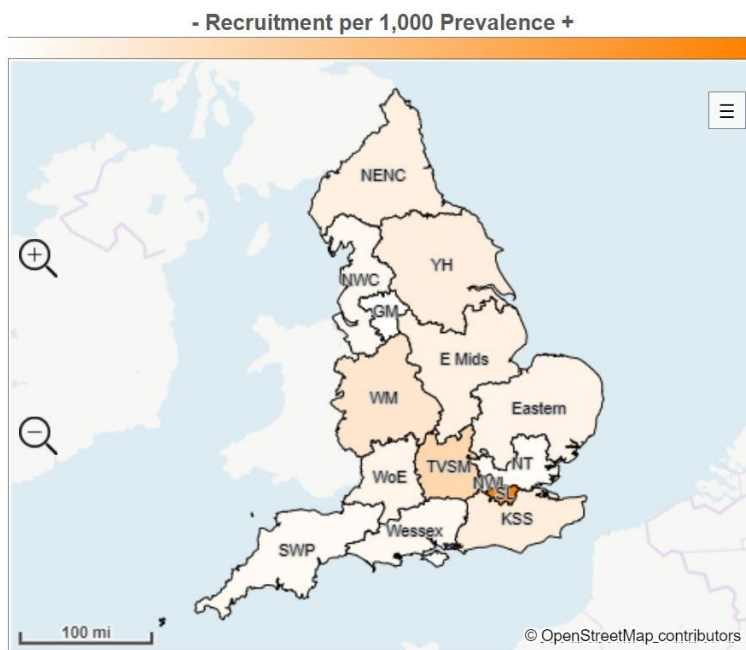 - Recruitment per 1,000 Prevalence +
NENC
YH
NWC
GM
E Mids
WM
Eastern
TVSM
NT
WoE
NWL
SL
KSS
Wessex
SWP
100 mi
© OpenStreetMap contributors